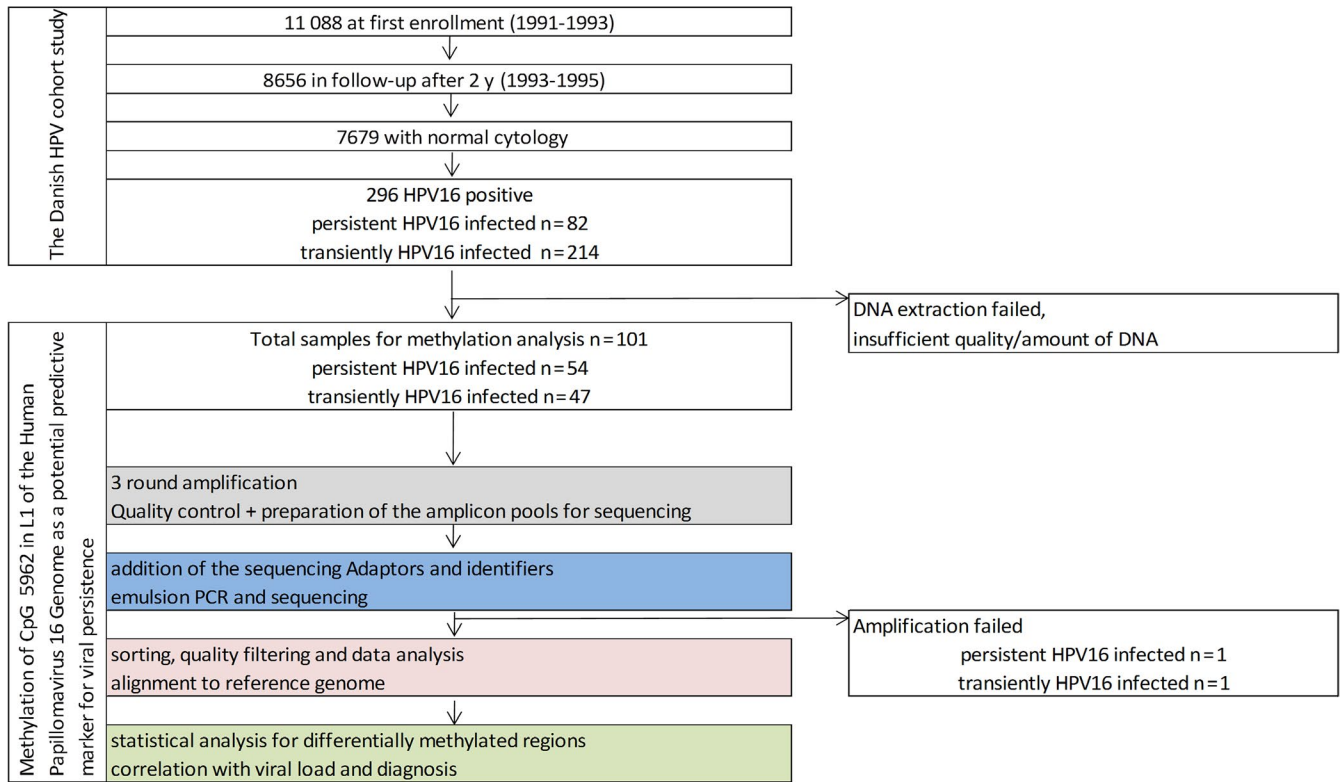 The Danish HPV cohort study
11 088 at first enrollment (1991-1993)
8656 in follow-up after 2 y (1993-1995)
7679 with normal cytology
296 HPV16 positive
persistent HPV16 infected n=82
transiently HPV16 infected n=214
DNA extraction failed,
insufficient quality/amount of DNA
Methylation of CpG 5962 in L1 of the Human
Papillomavirus 16 Genome as a potential predictive
marker for viral persistence
Total samples for methylation analysis n=101
persistent HPV16 infected n=54
transiently HPV16 infected n=47
3 round amplification
Quality control + preparation of the amplicon pools for sequencing
addition of the sequencing Adaptors and identifiers
emulsion PCR and sequencing
Amplification failed
persistent HPV16 infected n=1
transiently HPV16 infected n=1
sorting, quality filtering and data analysis
alignment to reference genome
statistical analysis for differentially methylated regions
correlation with viral load and diagnosis